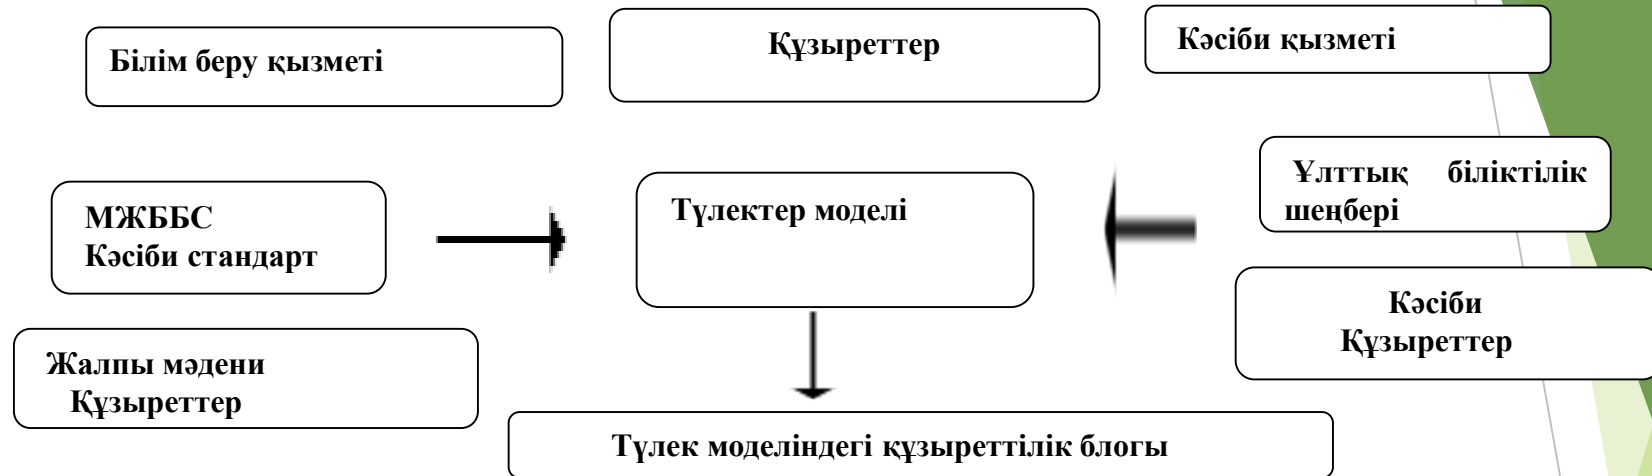 Білім беру қызметі
Құзыреттер
Кәсіби қызметі
МЖББС
Кәсіби стандарт
Түлектер моделі
Ұлттық біліктілік
шеңбері
Жалпы мәдени
Құзыреттер
Кәсіби
Құзыреттер
Түлек моделіндегі құзыреттілік блогы